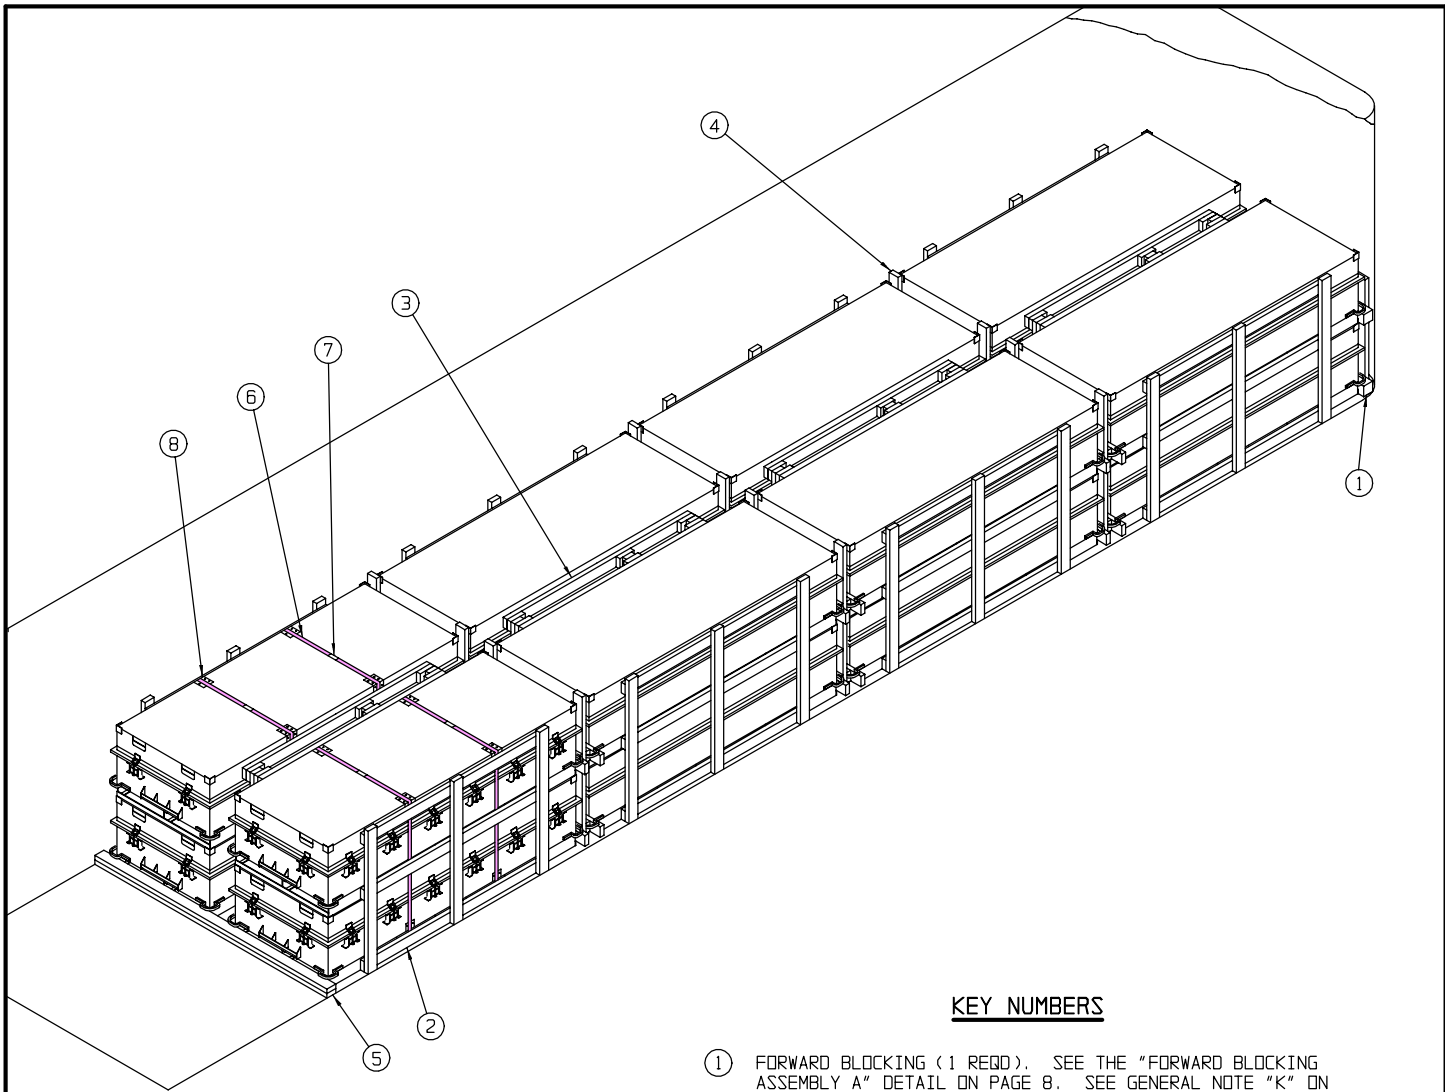 4
3
7
6
8
1
2
5
KEY NUMBERS
1 FORWARD BLOCKING (1 REQD). SEE THE "FORWARD BLOCKING
ASSEMBLY A" DETAIL ON PAGE 8. SEE GENERAL NOTE "K" ON